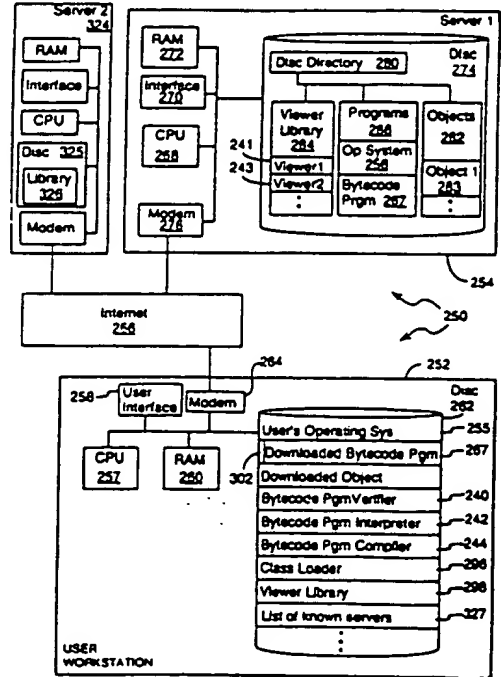 Server 2
324
RAM
Interface
CPU
Disc 325
Library
326
Modem
Server 1
RAM
272
Interface
270
CPU
268
Modem
276
Disc
274
Disc Directory 280
Viewer
Library
284
241
Viewer1
243
Viewer2
Programs
266
Op System
256
Bytecode
Prgm 267
Objects
282
Object 1
283
254
Internet
256
250
252
258
User
Interface
Modem
264
CPU
257
RAM
260
Disc
262
User's Operating Sys
255
302
Downloaded Bytecode Pgm
267
Downloaded Object
Bytecode PgmVerifier
240
Bytecode Pgm Interpreter
242
Bytecode Pgm Compiler
244
Class Loader
296
Viewer Library
298
List of known servers
327
USER
WORKSTATION